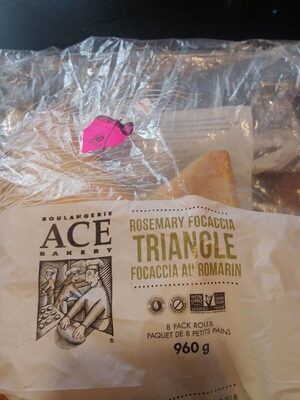 BOULANGERIE
ACE
BAKERY
ROSEMARY FOCACCIA
TRIANGLE
FOCACCIA AU ROMARIN
8 PACK ROLLS
PAQUET DE 8 PETITS PAINS
960 g